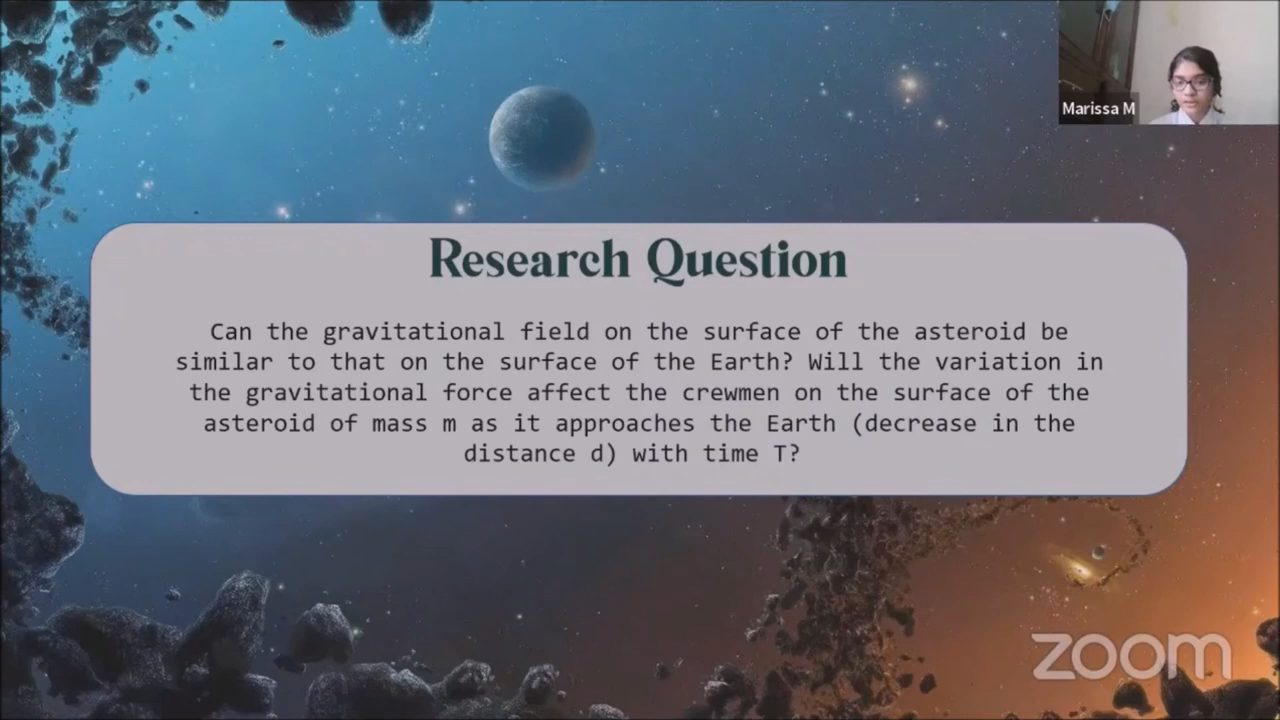 Marissa M
Research Question
Can the gravitational field on the surface of the asteroid be
similar to that on the surface of the Earth? Will the variation in
the gravitational force affect the crewmen on the surface of the
asteroid of mass m as it approaches the Earth (decrease in the
distance d) with time T?
zoom